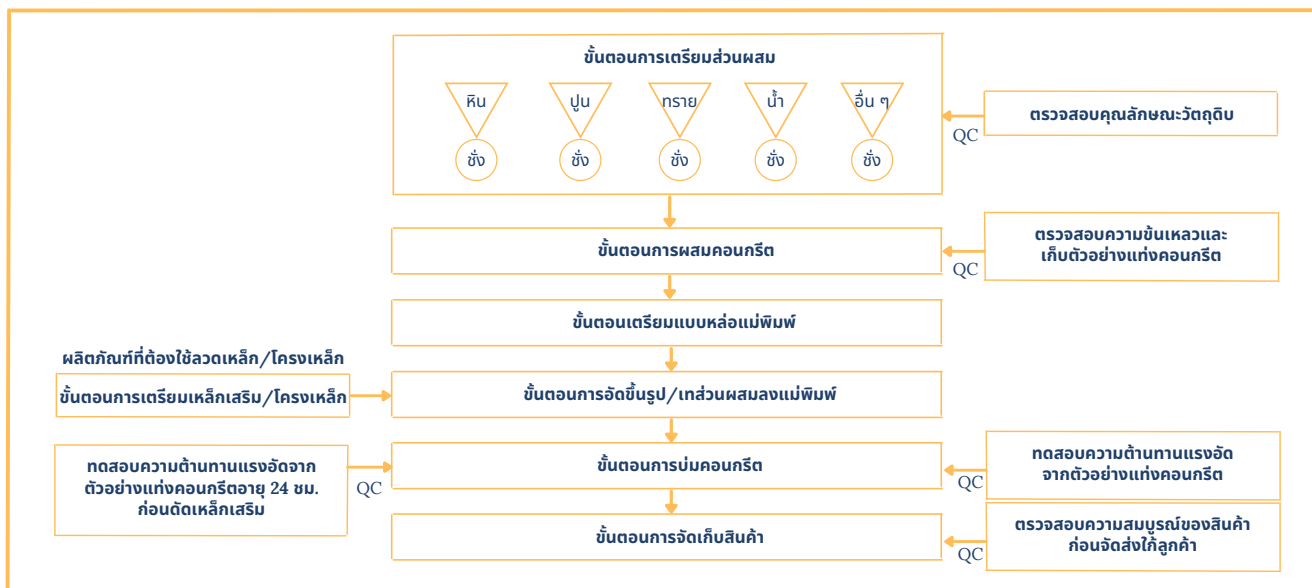 ขั้นตอนการเตรียมส่วนผสม
หิน
ปูน
ทราย
น้ำ
อื่น ๆ
ชั่ง
ชั่ง
ชั่ง
ชั่ง
ชั่ง
QC
ตรวจสอบคุณลักษณะวัตถุดิบ
ขั้นตอนการผสมคอนกรีต
QC
ตรวจสอบความข้นเหลวและ
เก็บตัวอย่างแท่งคอนกรีต
ขั้นตอนเตรียมแบบหล่อแม่พิมพ์
ผลิตภัณฑ์ที่ต้องใช้ลวดเหล็ก/โครงเหล็ก
ขั้นตอนการเตรียมเหล็กเสริม/โครงเหล็ก
ขั้นตอนการอัดขึ้นรูป/เทส่วนผสมลงแม่พิมพ์
ทดสอบความต้านทานแรงอัดจาก
ตัวอย่างแท่งคอนกรีตอายุ 24 ชม.
ก่อนดัดเหล็กเสริม
QC
ขั้นตอนการบ่มคอนกรีต
QC
ทดสอบความต้านทานแรงอัด
จากตัวอย่างแท่งคอนกรีต
ขั้นตอนการจัดเก็บสินค้า
QC
ตรวจสอบความสมบูรณ์ของสินค้า
ก่อนจัดส่งใก้ลูกค้า